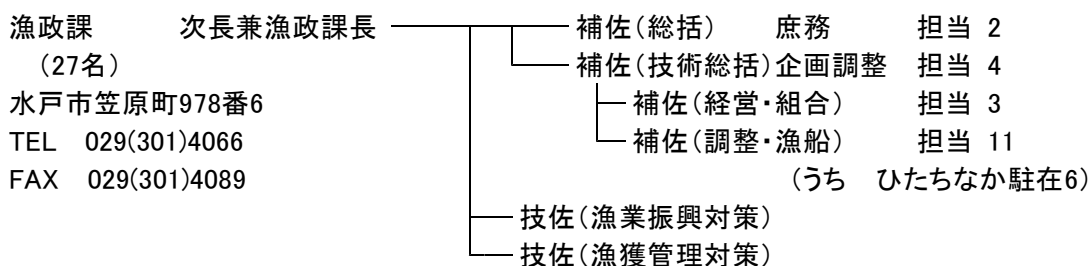 漁政課　　次長兼漁政課長　補佐（総括）　庶務　担当 2
（27名）　補佐（技術総括）企画調整　担当 4
水戸市笠原町978番6　補佐（経営・組合）　担当 3
TEL　029(301)4066　補佐（調整・漁船）　担当 11
FAX　029(301)4089　（うち　ひたちなか駐在6）
技佐（漁業振興対策）
技佐（漁獲管理対策）